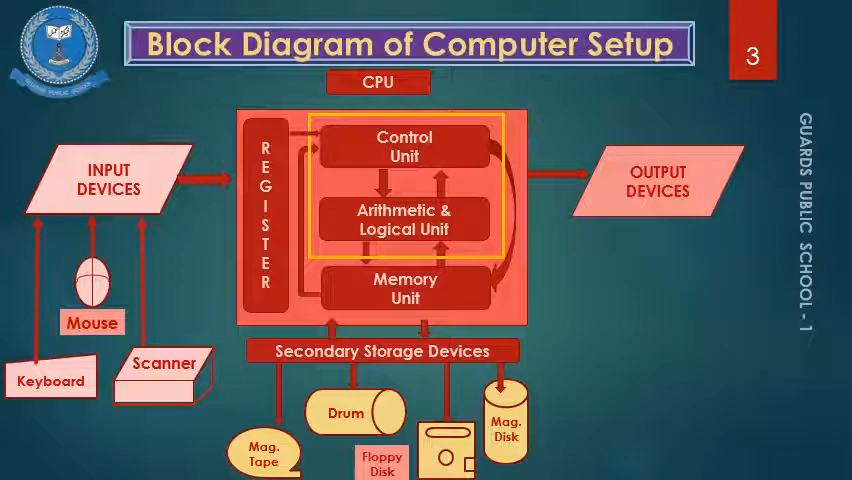 Block Diagram of Computer Setup
3
CPU
REGISTER
Control
Unit
Arithmetic &
Logical Unit
Memory
Unit
INPUT
DEVICES
OUTPUT
DEVICES
Mouse
Keyboard
Scanner
Secondary Storage Devices
Mag.
Tape
Drum
Floppy
Disk
Mag.
Disk
GUARDS PUBLIC SCHOOL - 1